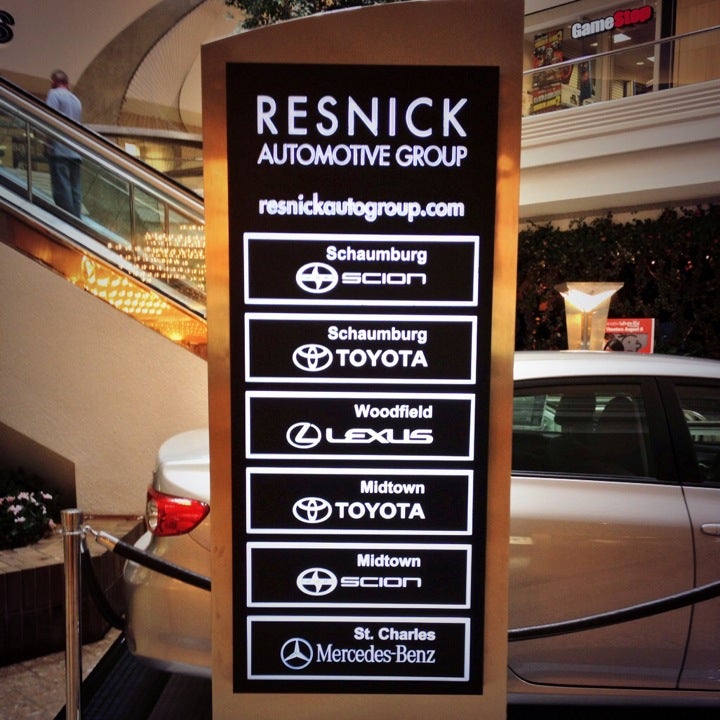 GameStop
RESNICK
AUTOMOTIVE GROUP
resnickautogroup.com
Schaumburg
SCION
Schaumburg
TOYOTA
Woodfield
LEXUS
Midtown
TOYOTA
Midtown
SCION
St. Charles
Mercedes-Benz